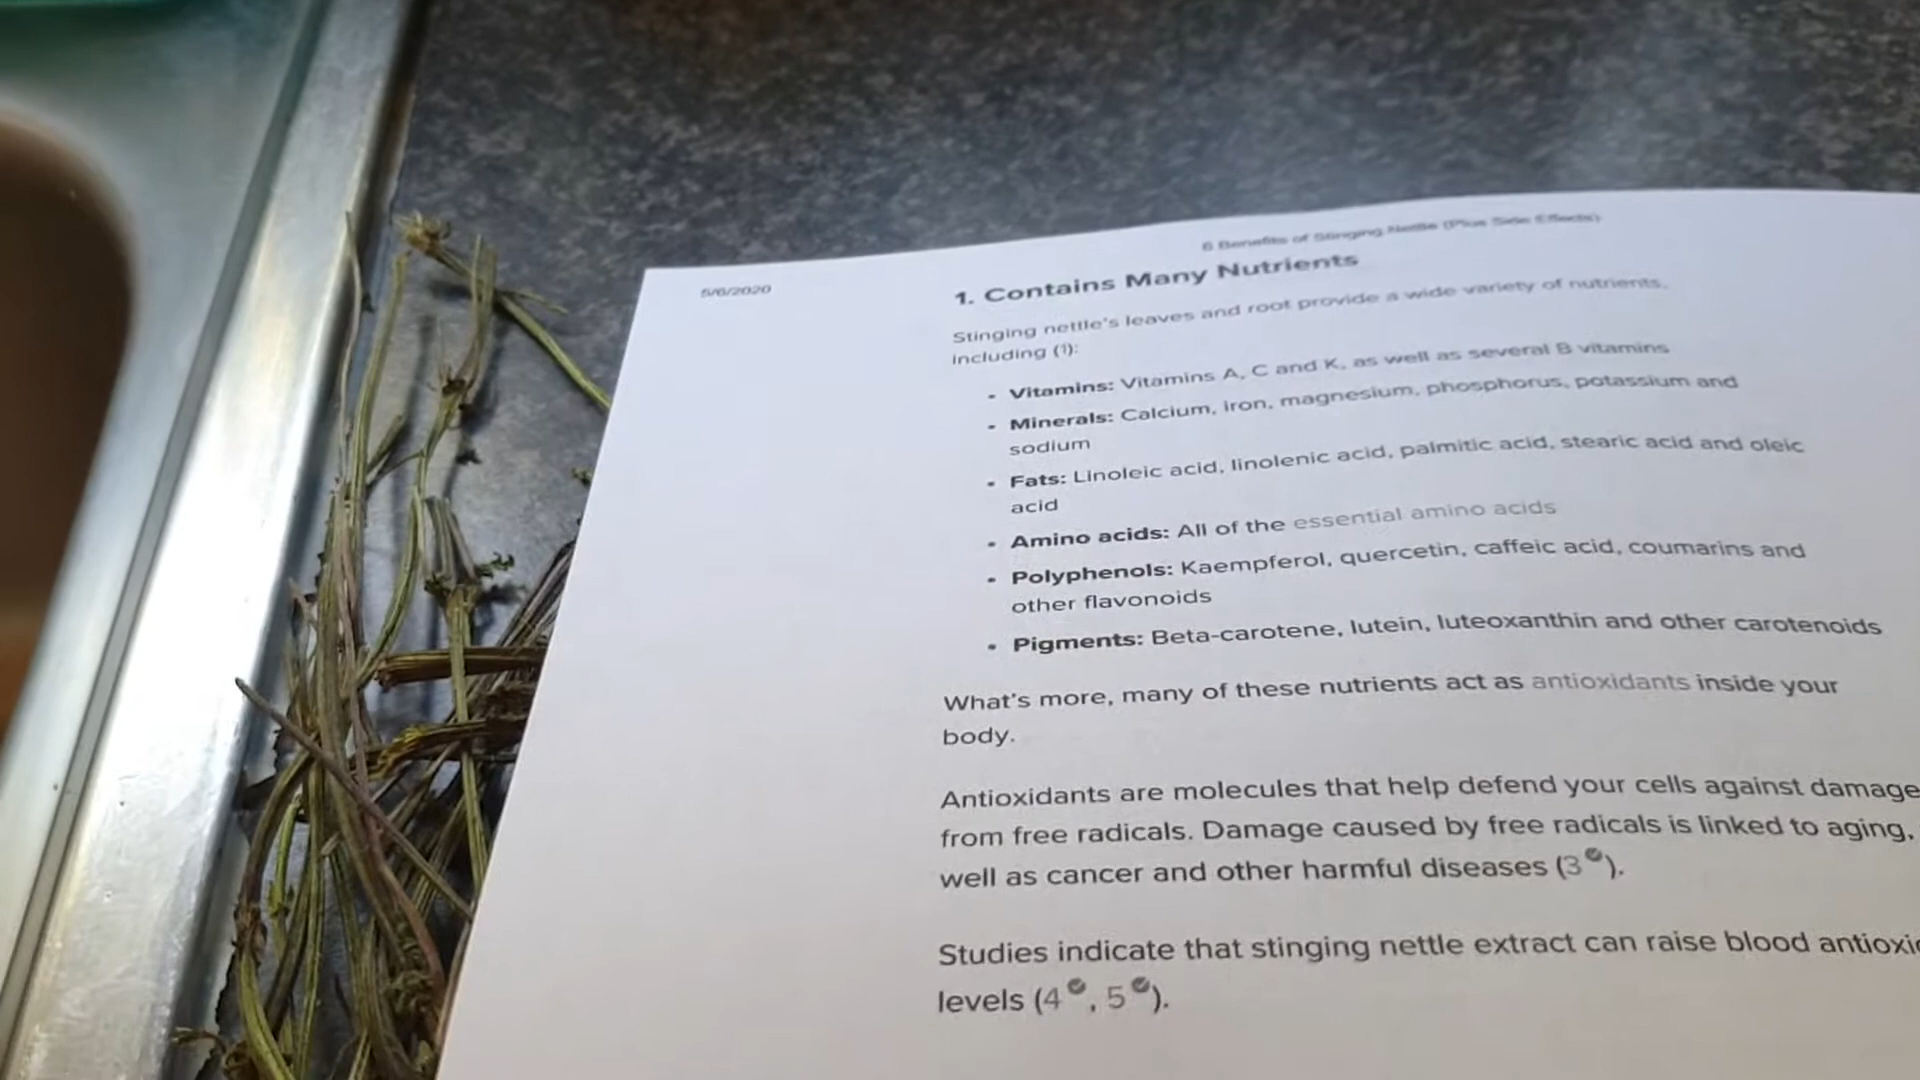 5/6/2020
6 Benefits of Stinging Nettle (Plus Side Effects)
1. Contains Many Nutrients
Stinging nettle's leaves and root provide a wide variety of nutrients,
including (1):
• Vitamins: Vitamins A, C and K, as well as several B vitamins
• Minerals: Calcium, iron, magnesium, phosphorus, potassium and
sodium
• Fats: Linoleic acid, linolenic acid, palmitic acid, stearic acid and oleic
acid
• Amino acids: All of the essential amino acids
• Polyphenols: Kaempferol, quercetin, caffeic acid, coumarins and
other flavonoids
• Pigments: Beta-carotene, lutein, luteoxanthin and other carotenoids
What's more, many of these nutrients act as antioxidants inside your
body.
Antioxidants are molecules that help defend your cells against damage
from free radicals. Damage caused by free radicals is linked to aging,
well as cancer and other harmful diseases (3).
Studies indicate that stinging nettle extract can raise blood antioxi
levels (4, 5).